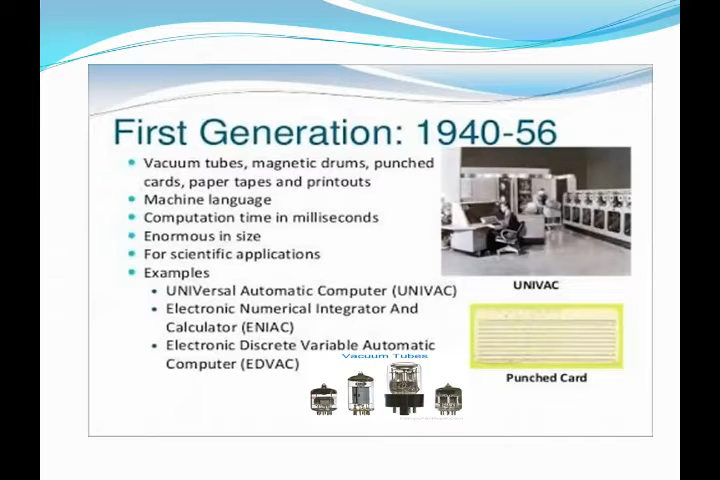 First Generation: 1940-56
Vacuum tubes, magnetic drums, punched
cards, paper tapes and printouts
Machine language
Computation time in milliseconds
Enormous in size
For scientific applications
Examples
UNIVersal Automatic Computer (UNIVAC)
Electronic Numerical Integrator And
Calculator (ENIAC)
Electronic Discrete Variable Automatic
Computer (EDVAC)
UNIVAC
Punched Card
Vacuum Tubes